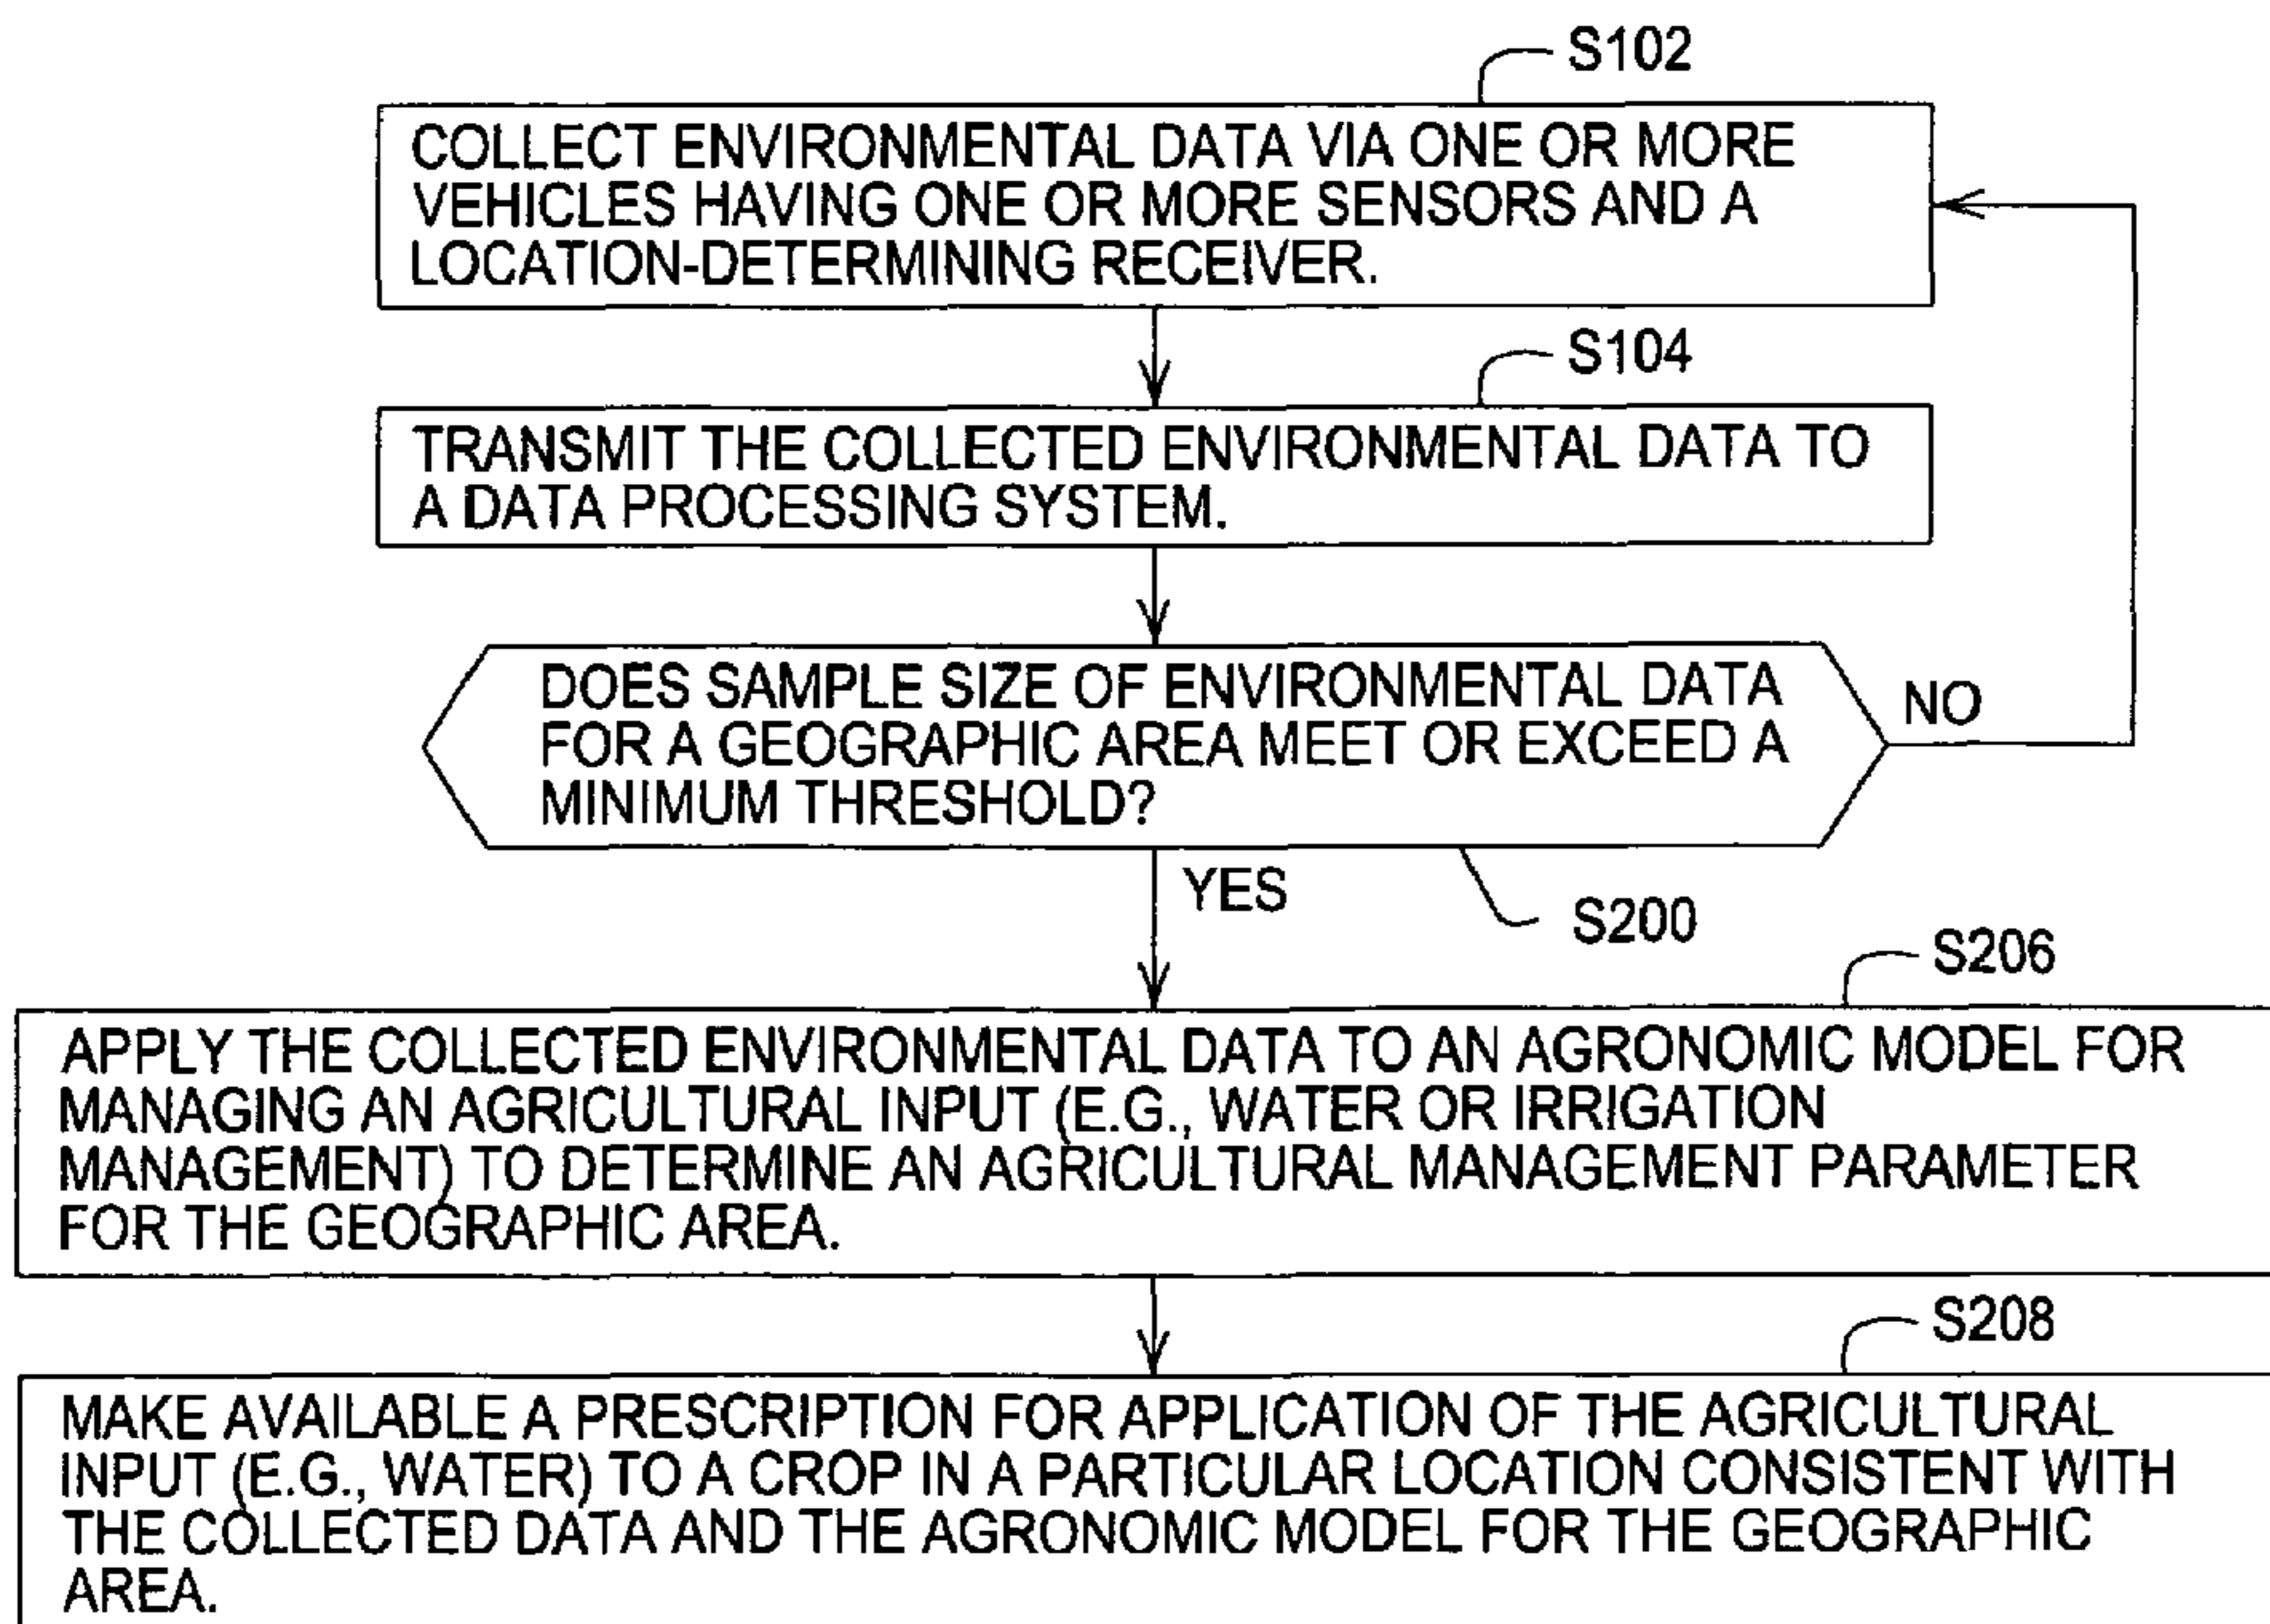 S102
COLLECT ENVIRONMENTAL DATA VIA ONE OR MORE
VEHICLES HAVING ONE OR MORE SENSORS AND A
LOCATION-DETERMINING RECEIVER.
S104
TRANSMIT THE COLLECTED ENVIRONMENTAL DATA TO
A DATA PROCESSING SYSTEM.
DOES SAMPLE SIZE OF ENVIRONMENTAL DATA
FOR A GEOGRAPHIC AREA MEET OR EXCEED A
MINIMUM THRESHOLD?
NO
YES
S200
S206
APPLY THE COLLECTED ENVIRONMENTAL DATA TO AN AGRONOMIC MODEL FOR
MANAGING AN AGRICULTURAL INPUT (E.G., WATER OR IRRIGATION
MANAGEMENT) TO DETERMINE AN AGRICULTURAL MANAGEMENT PARAMETER
FOR THE GEOGRAPHIC AREA.
S208
MAKE AVAILABLE A PRESCRIPTION FOR APPLICATION OF THE AGRICULTURAL
INPUT (E.G., WATER) TO A CROP IN A PARTICULAR LOCATION CONSISTENT WITH
THE COLLECTED DATA AND THE AGRONOMIC MODEL FOR THE GEOGRAPHIC
AREA.